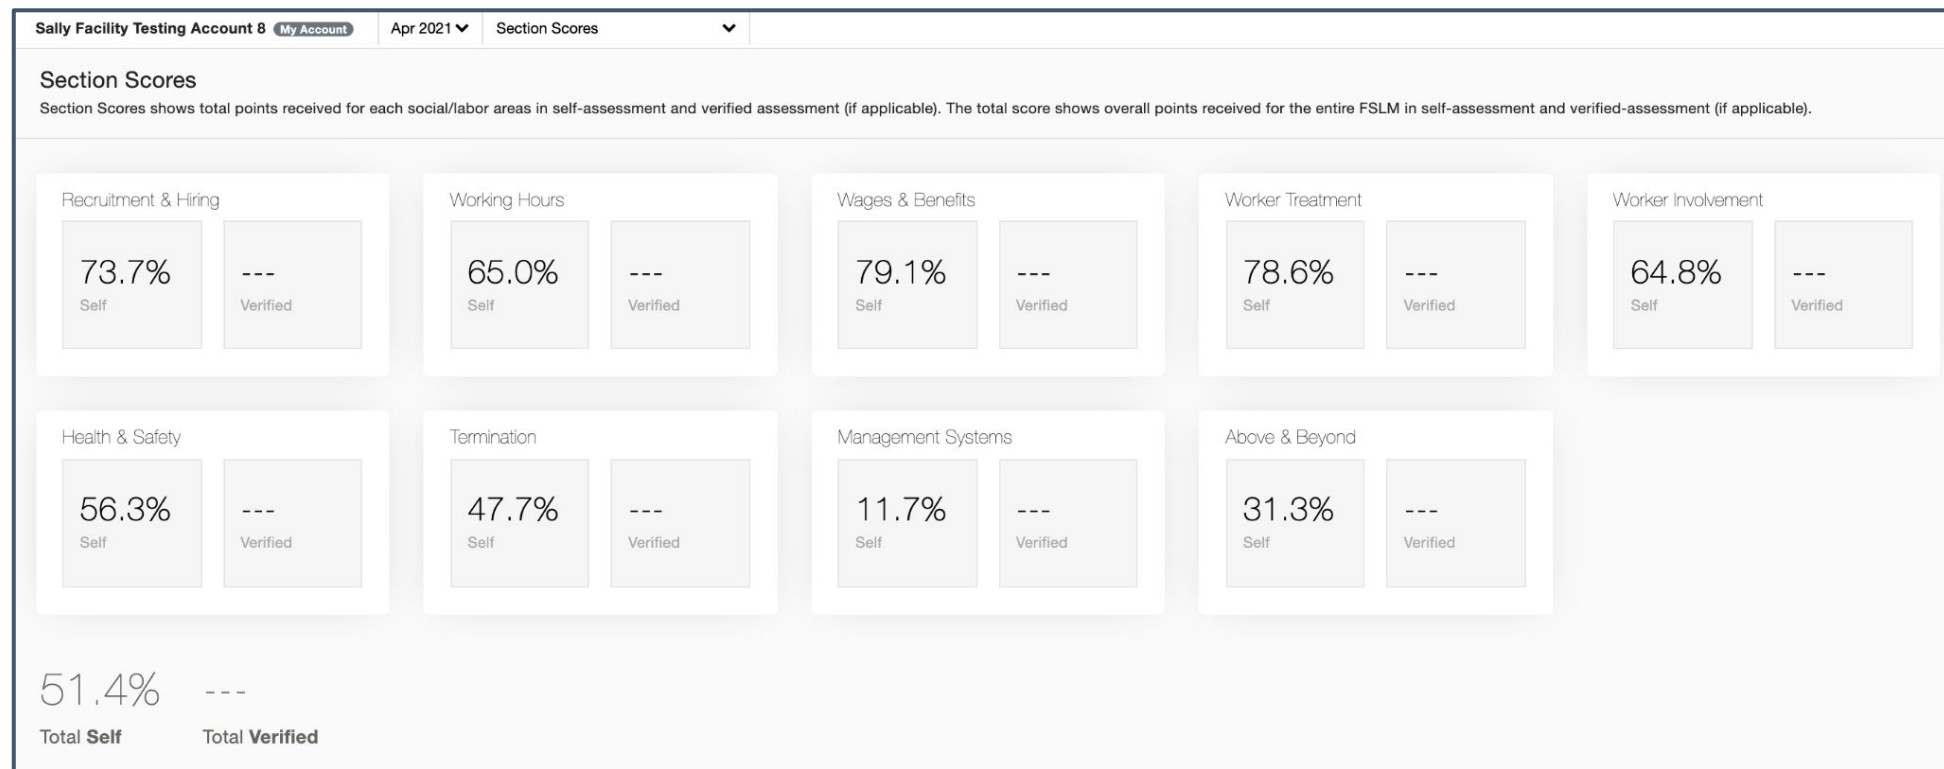 Sally Facility Testing Account 8 My Account Apr 2021 Section Scores
Section Scores
Section Scores shows total points received for each social/labor areas in self-assessment and verified assessment (if applicable). The total score shows overall points received for the entire FSLM in self-assessment and verified-assessment (if applicable).
Recruitment & Hiring
73.7% ---
Self Verified
Working Hours
65.0% ---
Self Verified
Wages & Benefits
79.1% ---
Self Verified
Worker Treatment
78.6% ---
Self Verified
Worker Involvement
64.8% ---
Self Verified
Health & Safety
56.3% ---
Self Verified
Termination
47.7% ---
Self Verified
Management Systems
11.7% ---
Self Verified
Above & Beyond
31.3% ---
Self Verified
51.4% ---
Total Self Total Verified